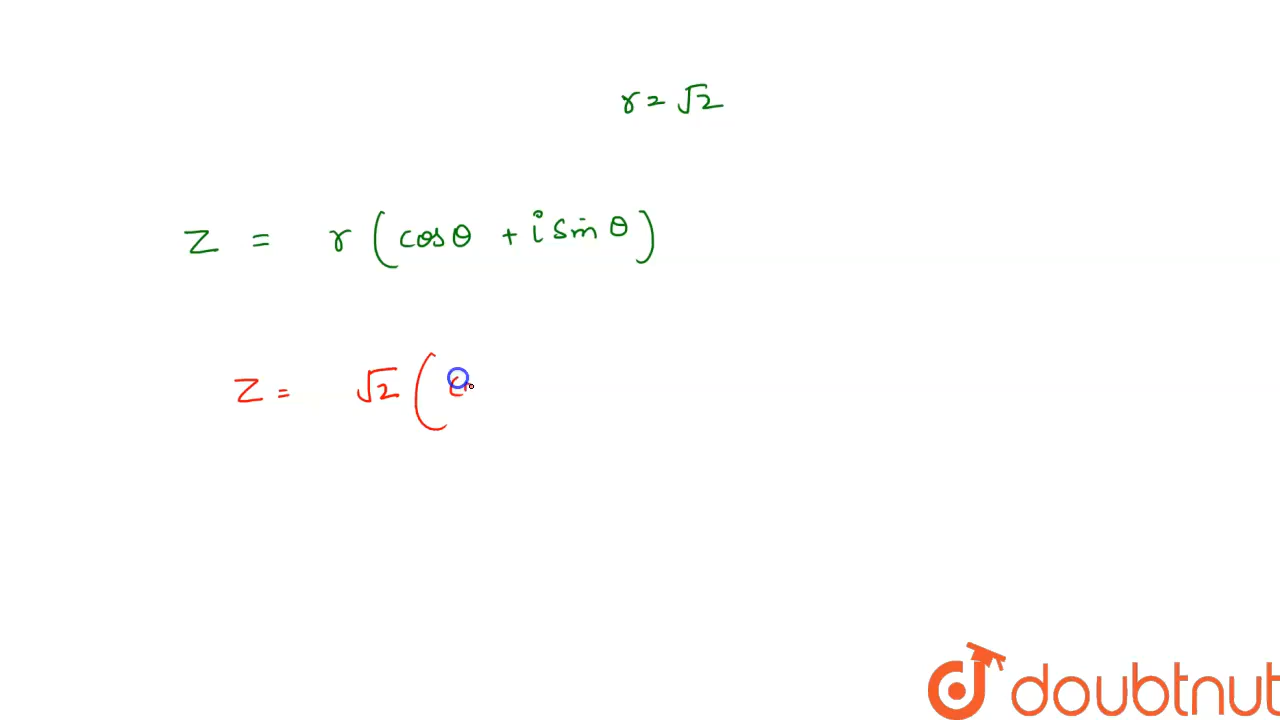 r = √2
Z = r (cosθ + i sinθ)
Z = √2 (
doubtnut